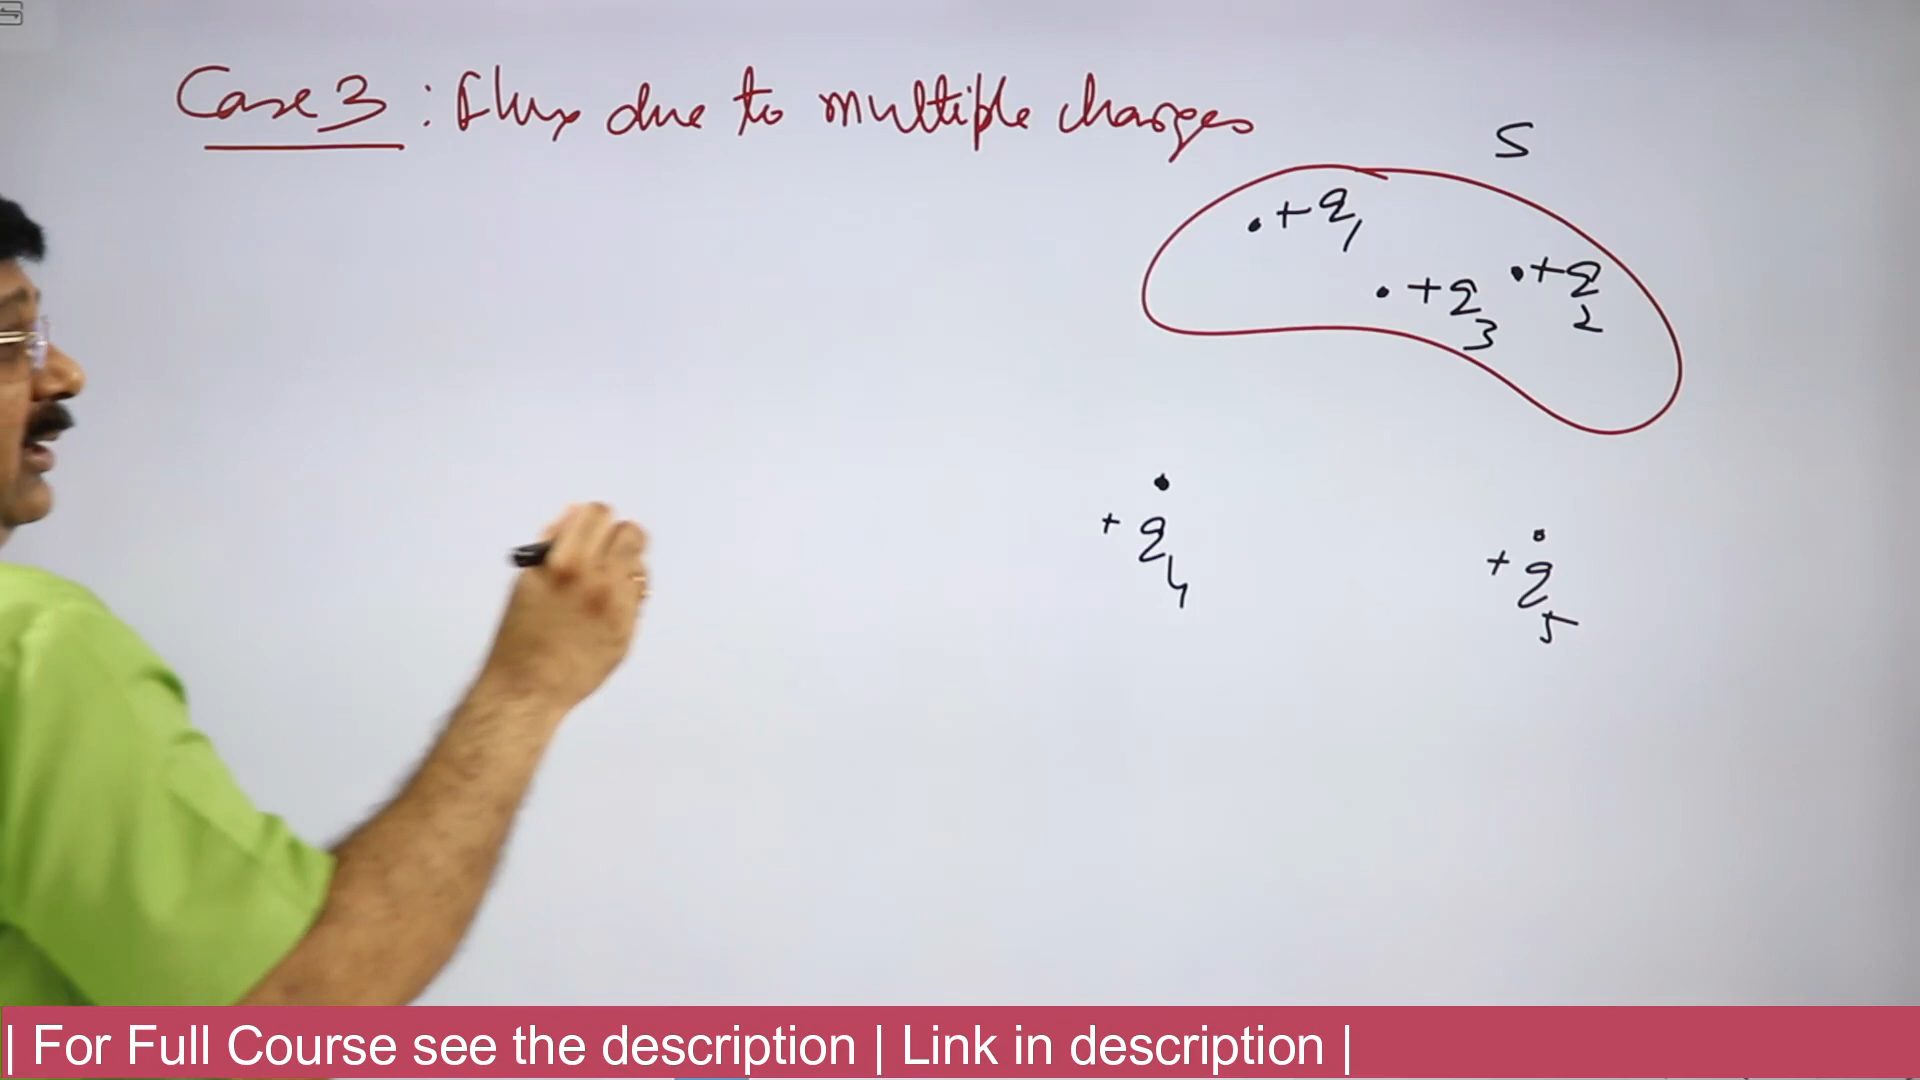 Case 3 : Flux due to multiple charges
S
+q1
+q3
+q2
+q4
+q5
| For Full Course see the description | Link in description |